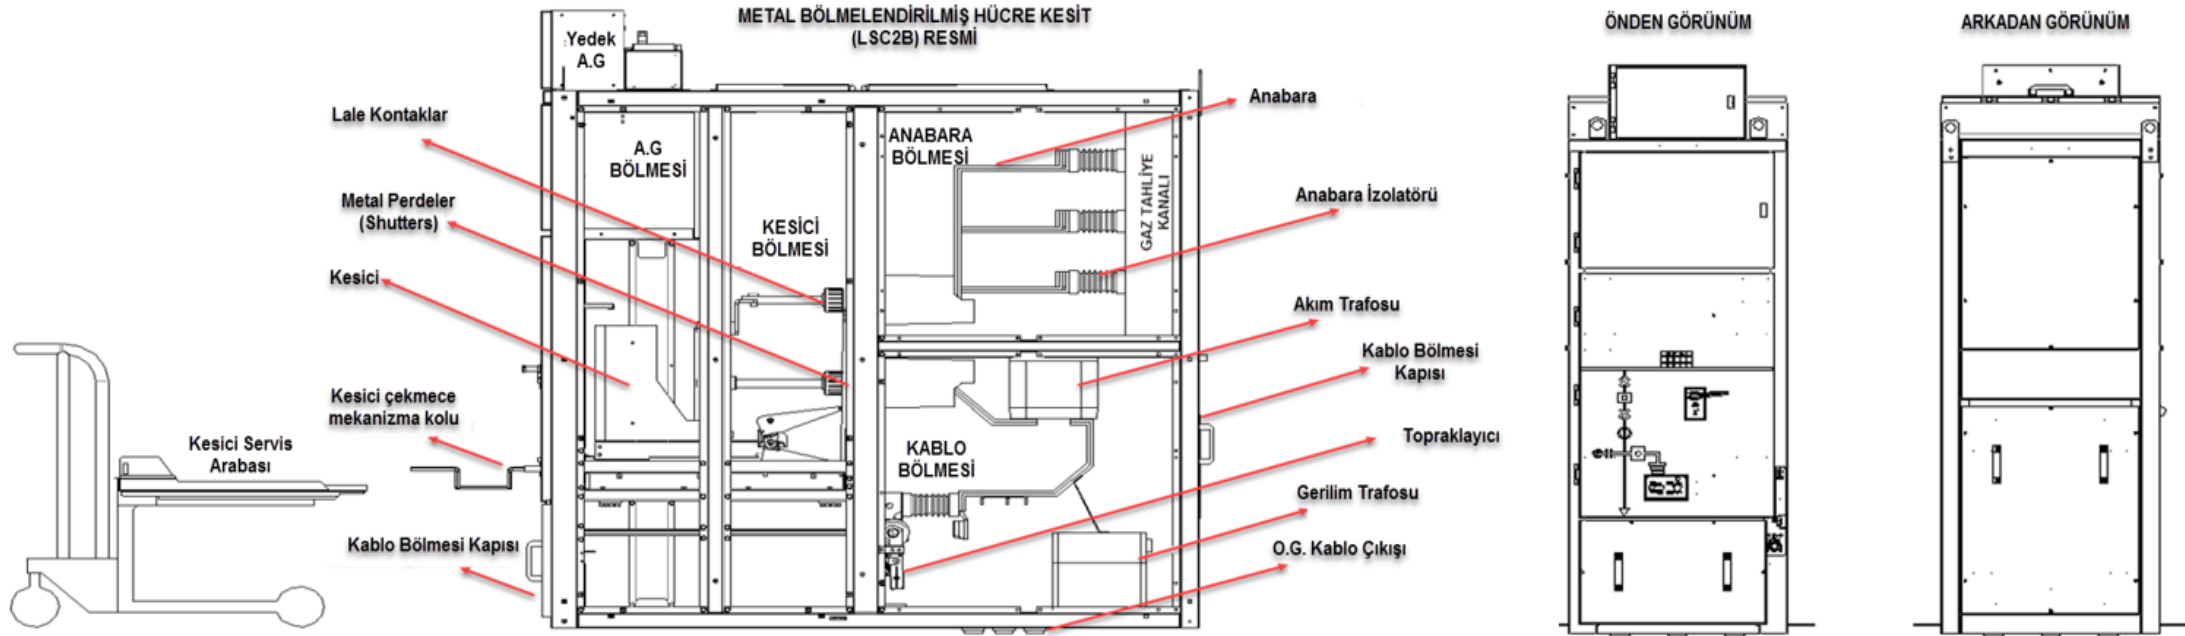 METAL BÖLMELENDİRİLMİŞ HÜCRE KESİT
(LSC2B) RESMİ
ÖNDEN GÖRÜNÜM
ARKADAN GÖRÜNÜM
Yedek
A.G
Lale Kontaklar
Metal Perdeler
(Shutters)
Kesici
Kesici çekmece
mekanizma kolu
Kesici Servis
Arabası
Kablo Bölmesi Kapısı
A.G
BÖLMESİ
KESİCİ
BÖLMESİ
ANABARA
BÖLMESİ
GAZ TAHLİYE
KANALI
KABLO
BÖLMESİ
Anabara
Anabara İzolatörü
Akım Trafosu
Kablo Bölmesi
Kapısı
Topraklayıcı
Gerilim Trafosu
O.G. Kablo Çıkışı